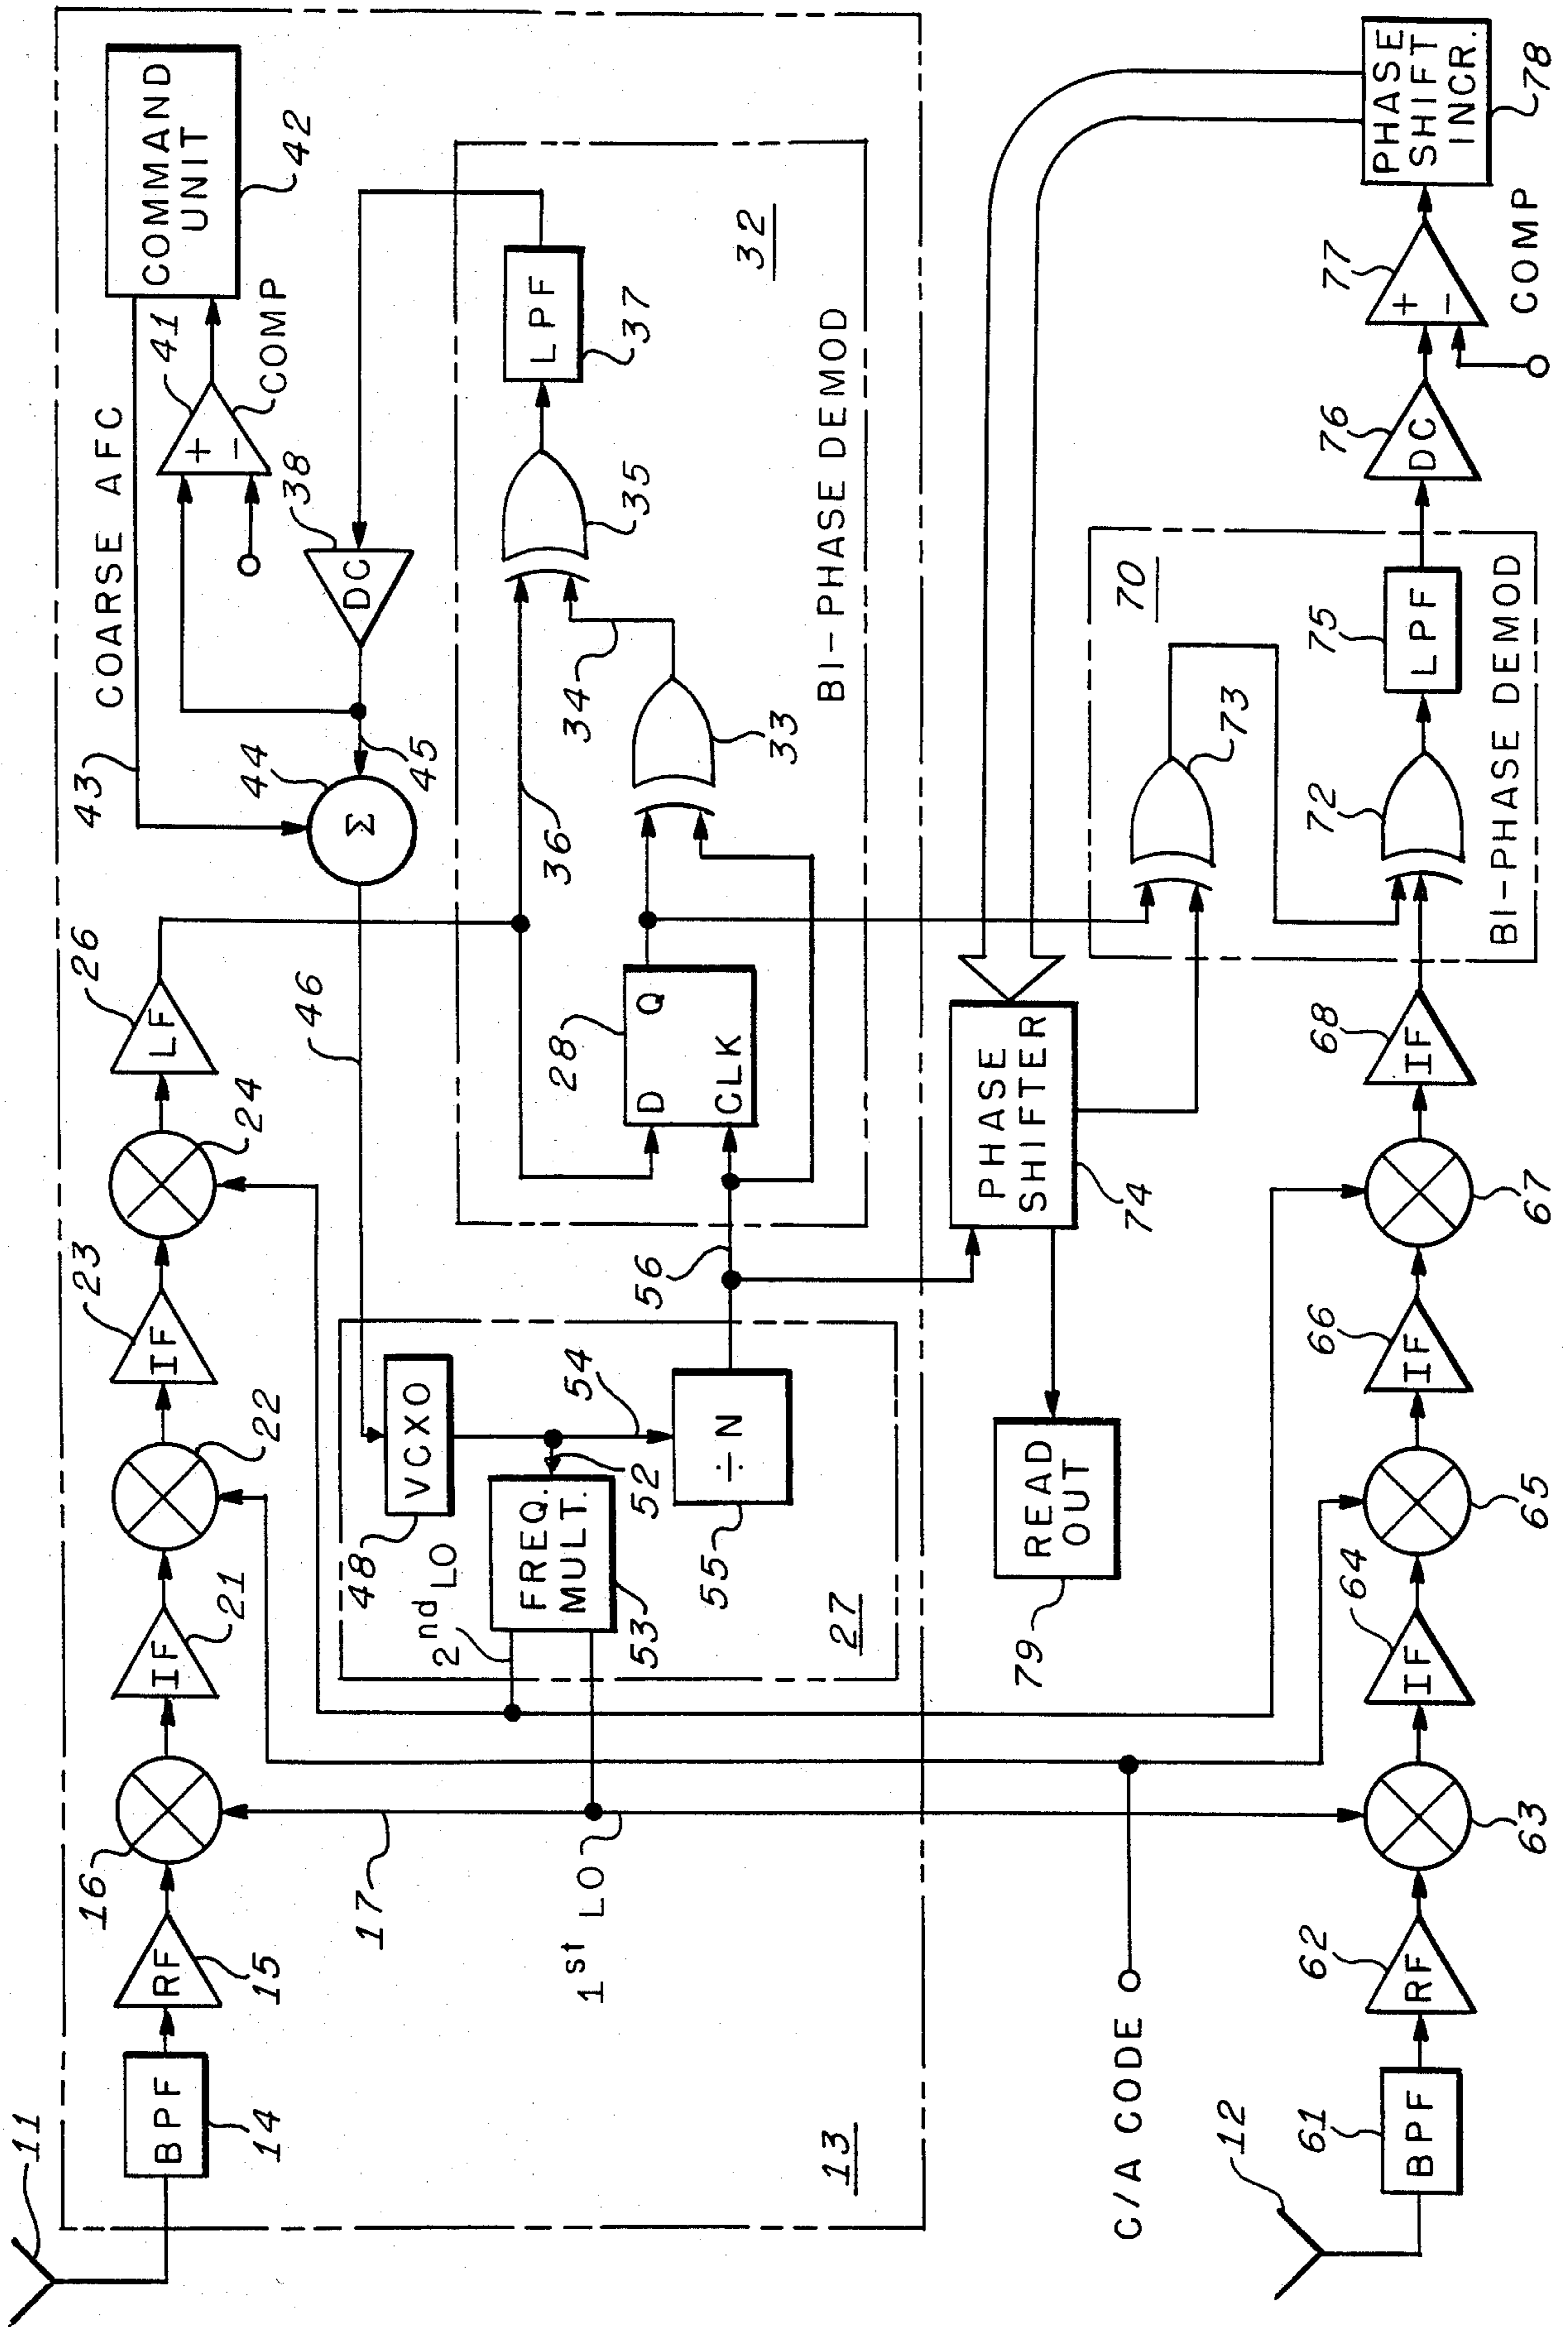 11
BPF
14
RF
15
16
17
1st LO
IF
21
22
IF
23
24
LF
26
COARSE AFC
43
44
Σ
45
46
DC
38
+
−
41
COMP
COMMAND
UNIT
42
VCXO
48
2nd LO
FREQ.
MULT.
53
52
54
÷N
55
27
56
D
Q
CLK
28
33
34
35
36
LPF
37
32
BI-PHASE DEMOD
13
C/A CODE
READ
OUT
79
PHASE
SHIFTER
74
12
BPF
61
RF
62
63
IF
64
65
IF
66
67
IF
68
73
72
LPF
75
70
BI-PHASE DEMOD
DC
76
+
−
77
COMP
PHASE
SHIFT
INCR.
78